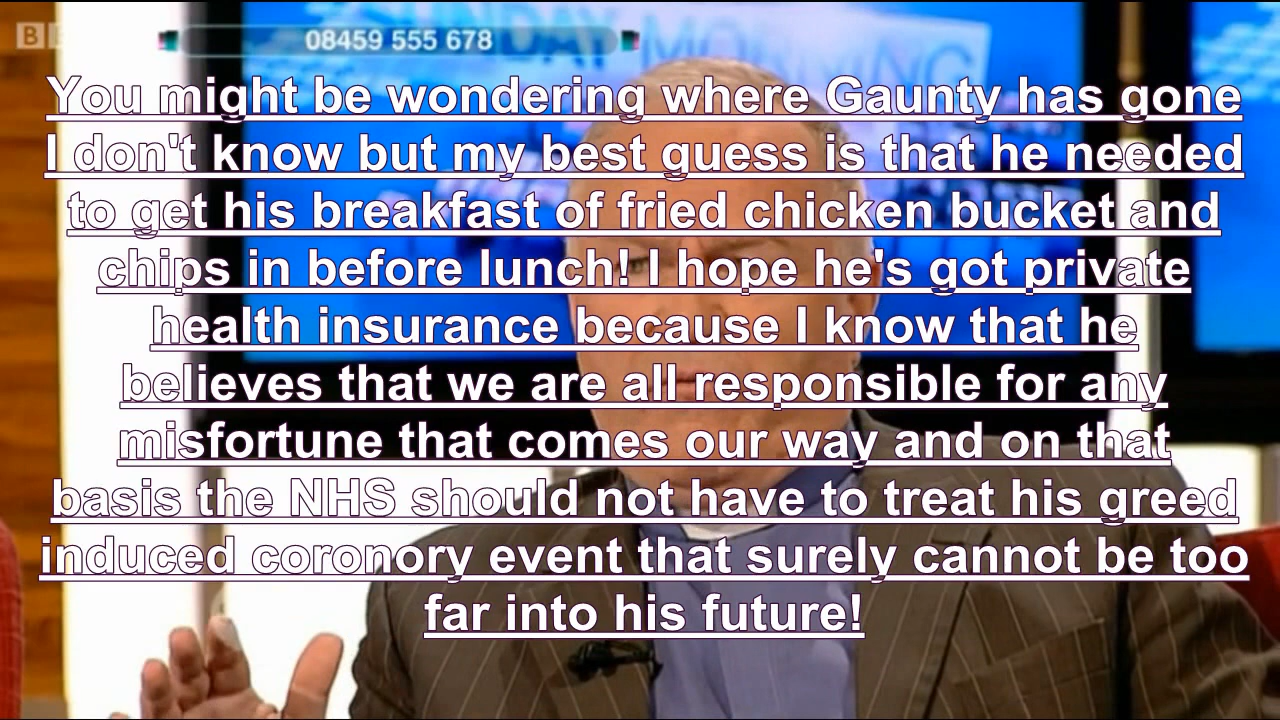 BB
08459 555 678
SUNDAY MORNING
You might be wondering where Gaunty has gone
I don't know but my best guess is that he needed
to get his breakfast of fried chicken bucket and
chips in before lunch! I hope he's got private
health insurance because I know that he
believes that we are all responsible for any
misfortune that comes our way and on that
basis the NHS should not have to treat his greed
induced coronory event that surely cannot be too
far into his future!